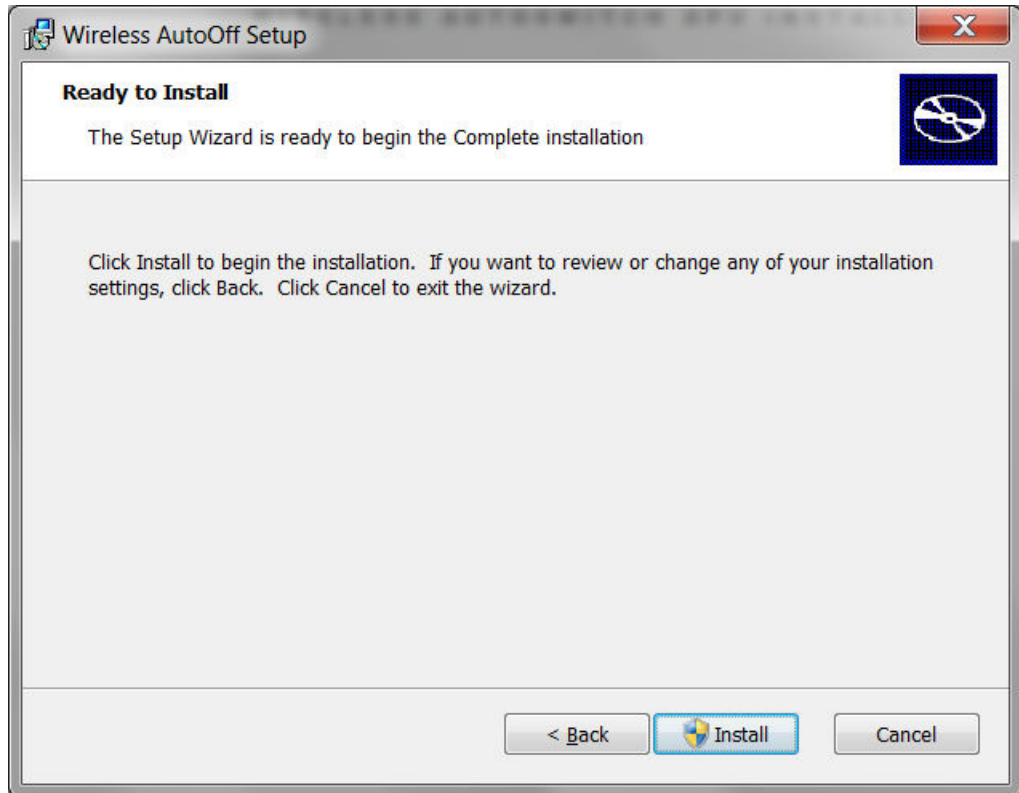 Wireless AutoOff Setup
Ready to Install
The Setup Wizard is ready to begin the Complete installation
Click Install to begin the installation.  If you want to review or change any of your installation
settings, click Back.  Click Cancel to exit the wizard.
< Back
Install
Cancel